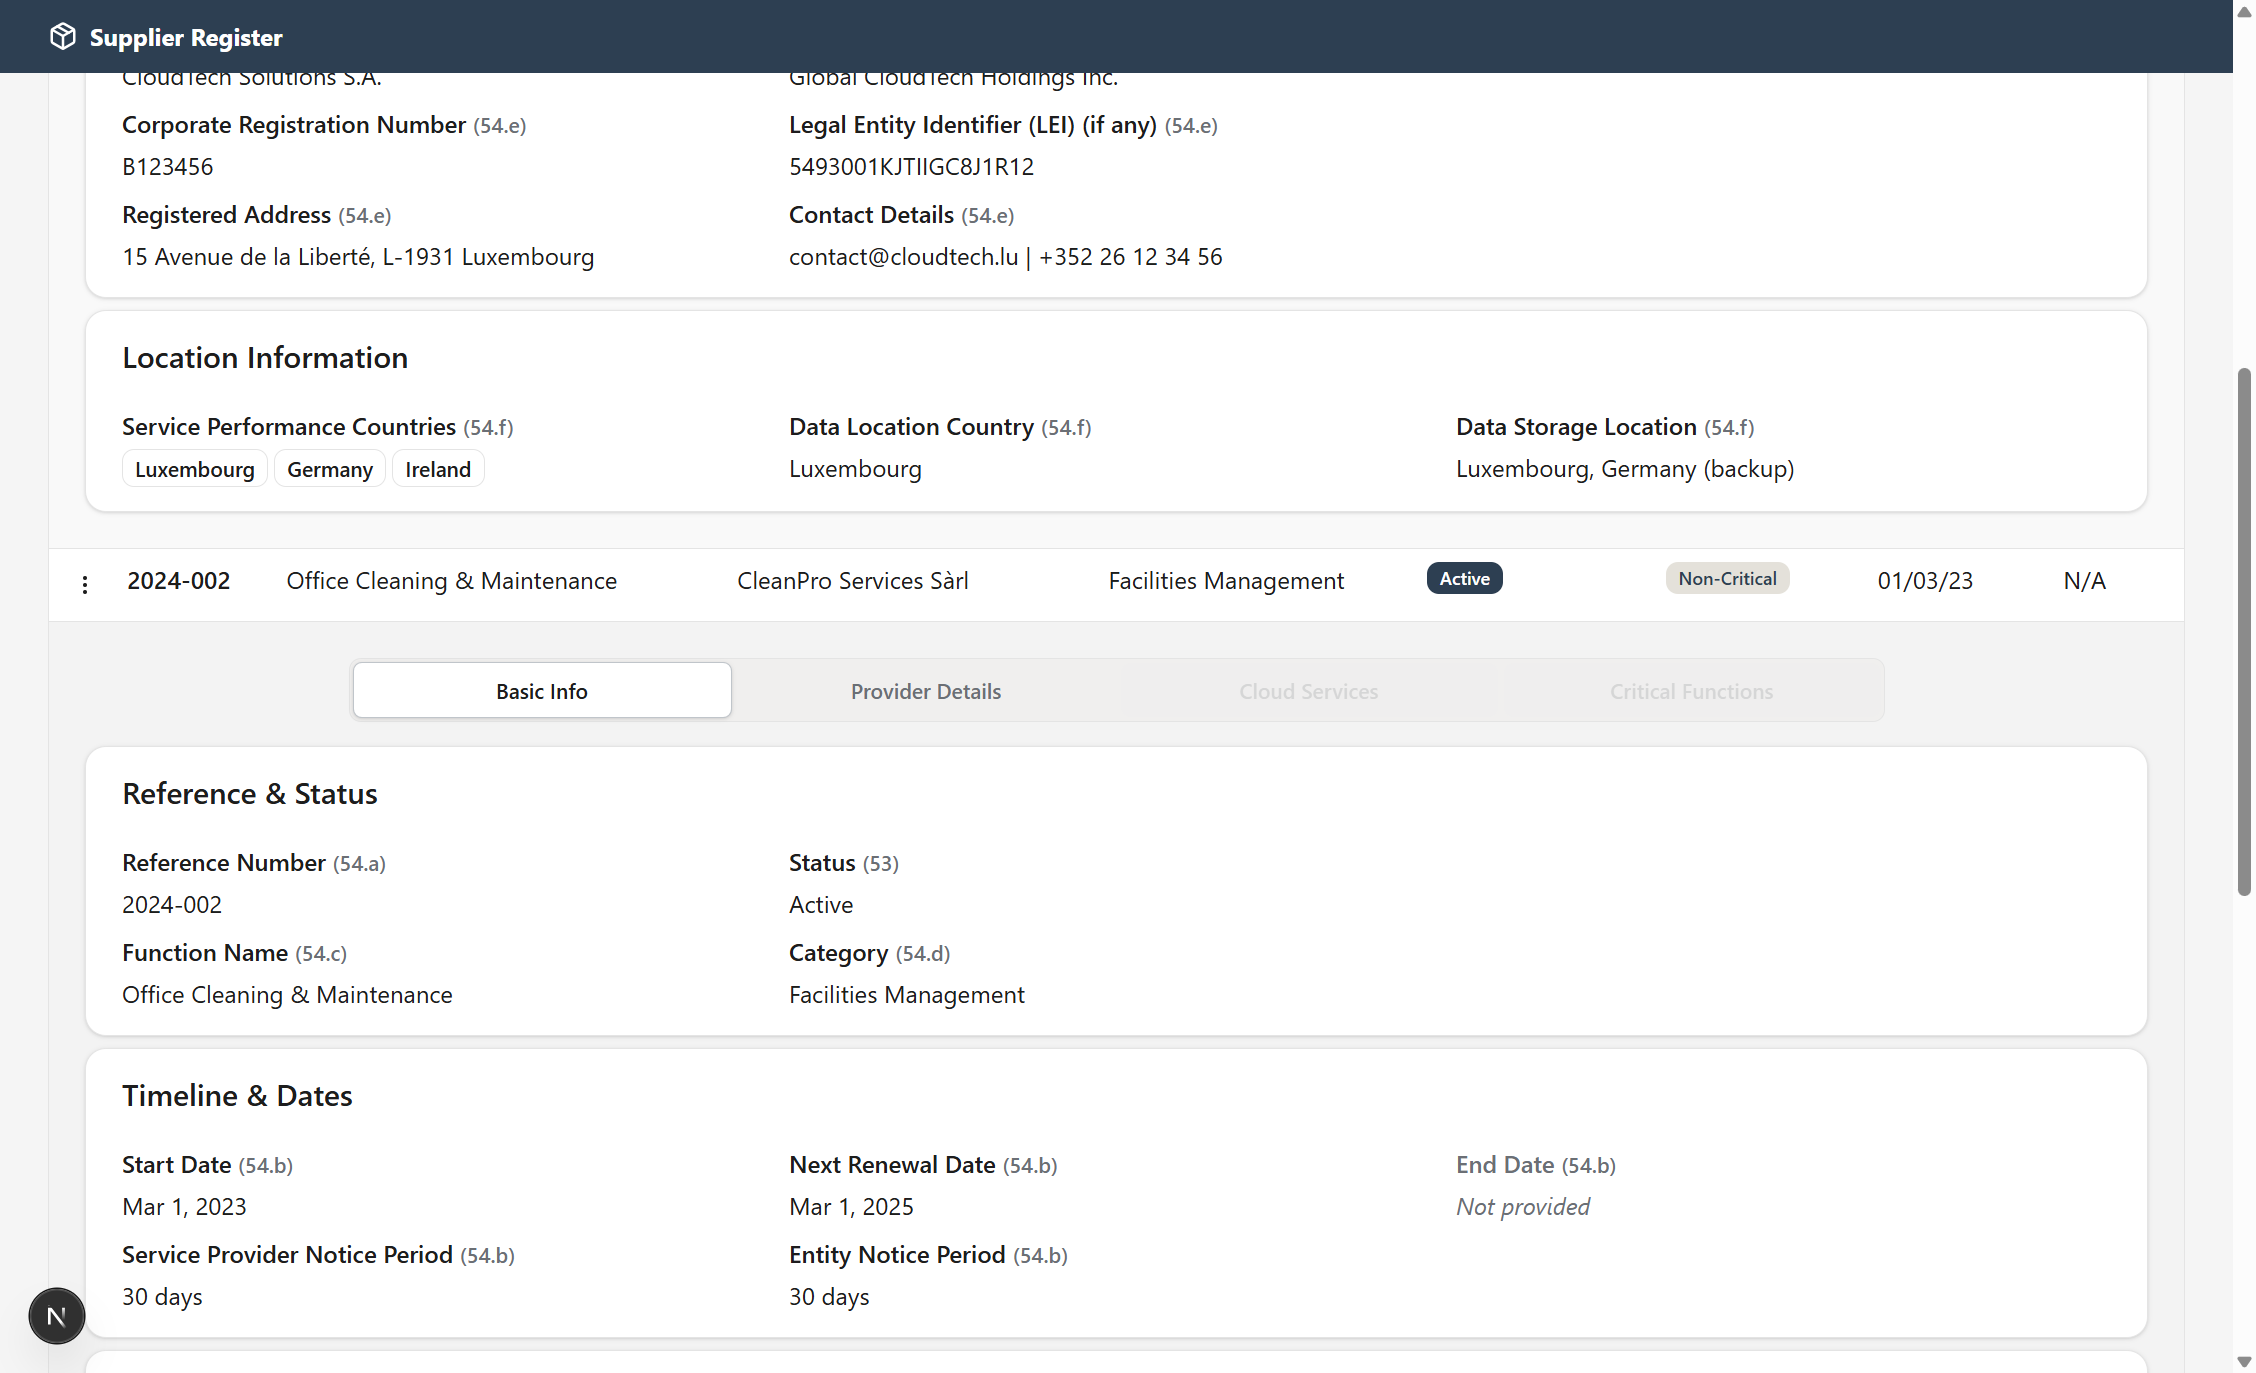 Supplier Register
CloudTech Solutions S.A. Global CloudTech Holdings Inc.
Corporate Registration Number (54.e) Legal Entity Identifier (LEI) (if any) (54.e)
B123456 5493001KJTIIGC8J1R12
Registered Address (54.e) Contact Details (54.e)
15 Avenue de la Liberté, L-1931 Luxembourg contact@cloudtech.lu | +352 26 12 34 56
Location Information
Service Performance Countries (54.f) Data Location Country (54.f) Data Storage Location (54.f)
Luxembourg Germany Ireland Luxembourg Luxembourg, Germany (backup)
2024-002 Office Cleaning & Maintenance CleanPro Services Sàrl Facilities Management Active Non-Critical 01/03/23 N/A
Basic Info Provider Details Cloud Services Critical Functions
Reference & Status
Reference Number (54.a) Status (53)
2024-002 Active
Function Name (54.c) Category (54.d)
Office Cleaning & Maintenance Facilities Management
Timeline & Dates
Start Date (54.b) Next Renewal Date (54.b) End Date (54.b)
Mar 1, 2023 Mar 1, 2025 Not provided
Service Provider Notice Period (54.b) Entity Notice Period (54.b)
30 days 30 days
N